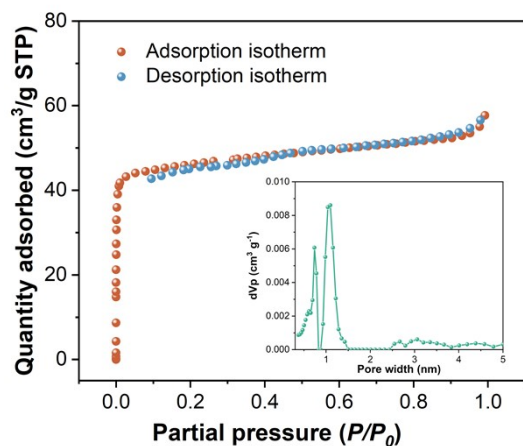 80
60
40
20
0
Quantity adsorbed (cm³/g STP)
Adsorption isotherm
Desorption isotherm
0.010
0.008
0.006
0.004
0.002
0.000
dVp (cm³ g⁻¹)
1 2 3 4 5
Pore width (nm)
0.0 0.2 0.4 0.6 0.8 1.0
Partial pressure (P/P₀)